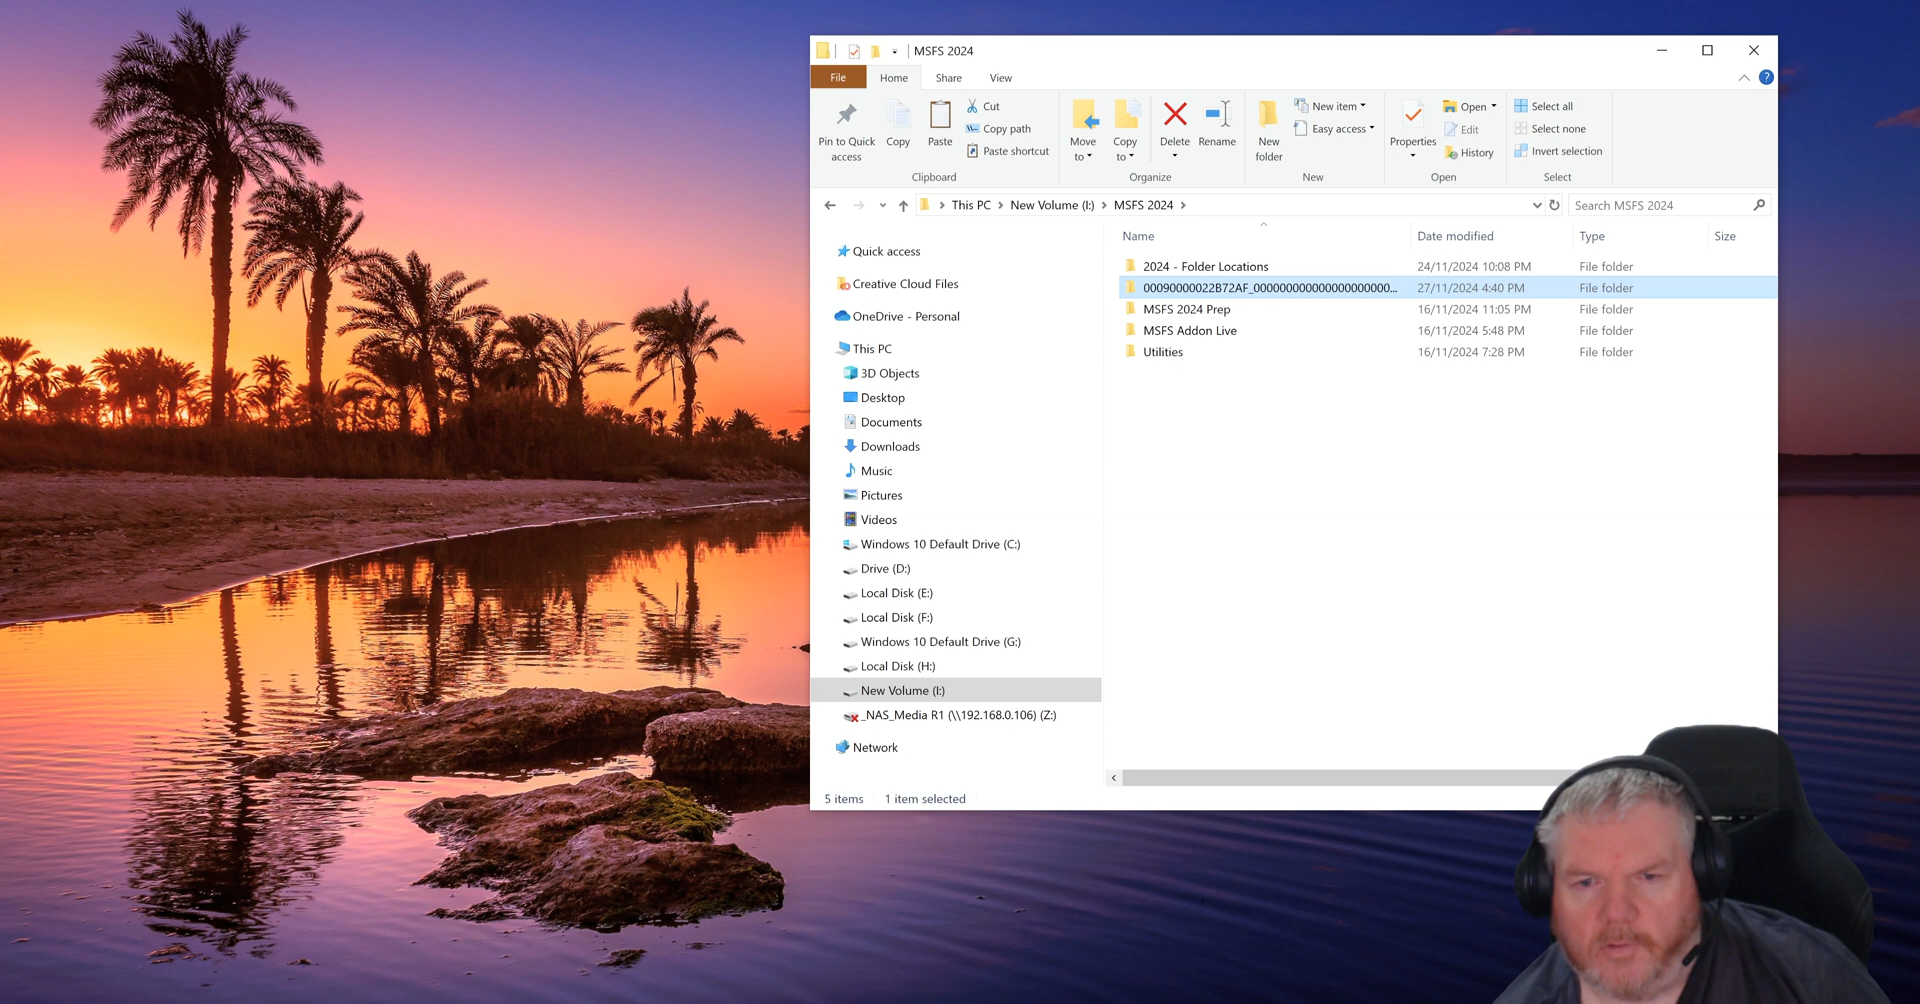 MSFS 2024
File Home Share View
Pin to Quick access
Copy
Paste
Cut
Copy path
Paste shortcut
Clipboard
Move to
Copy to
Delete
Rename
Organize
New folder
New item
Easy access
New
Properties
Open
Edit
History
Open
Select all
Select none
Invert selection
Select
This PC > New Volume (I:) > MSFS 2024 >
Search MSFS 2024
Quick access
Creative Cloud Files
OneDrive - Personal
This PC
3D Objects
Desktop
Documents
Downloads
Music
Pictures
Videos
Windows 10 Default Drive (C:)
Drive (D:)
Local Disk (E:)
Local Disk (F:)
Windows 10 Default Drive (G:)
Local Disk (H:)
New Volume (I:)
_NAS_Media R1 (\\192.168.0.106) (Z:)
Network
Name Date modified Type Size
2024 - Folder Locations 24/11/2024 10:08 PM File folder
00090000022B72AF_0000000000000000000000... 27/11/2024 4:40 PM File folder
MSFS 2024 Prep 16/11/2024 11:05 PM File folder
MSFS Addon Live 16/11/2024 5:48 PM File folder
Utilities 16/11/2024 7:28 PM File folder
5 items 1 item selected